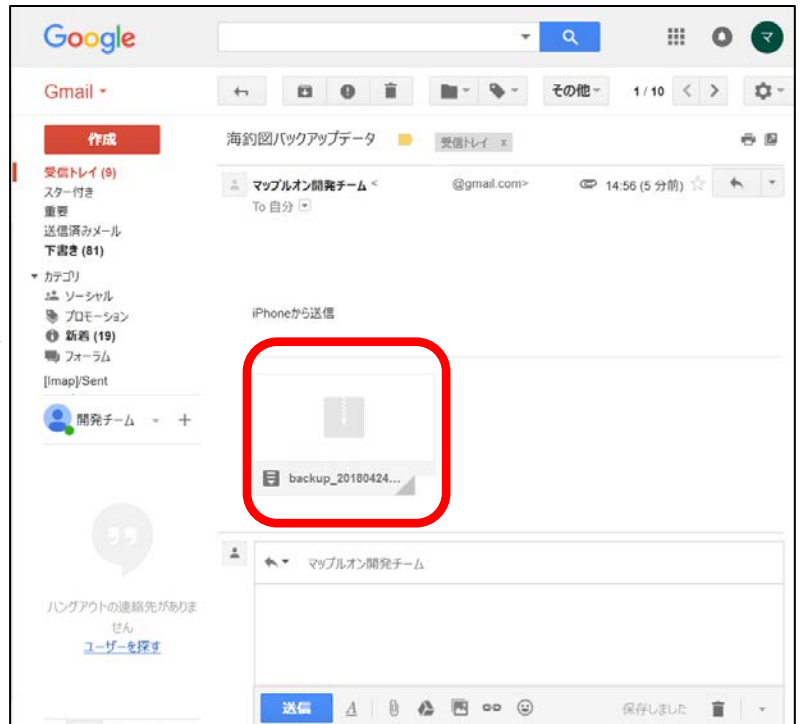 Google
マ
Gmail
その他
1 / 10
作成
海釣図バックアップデータ
受信トレイ x
受信トレイ (9)
スター付き
重要
送信済みメール
下書き (81)
マップルオン開発チーム <
@gmail.com>
14:56 (5 分前)
To 自分
カテゴリ
ソーシャル
プロモーション
新着 (19)
フォーラム
[Imap]/Sent
iPhoneから送信
開発チーム
backup_20180424...
マップルオン開発チーム
ハングアウトの連絡先がありま
せん
ユーザーを探す
送信
A
保存しました